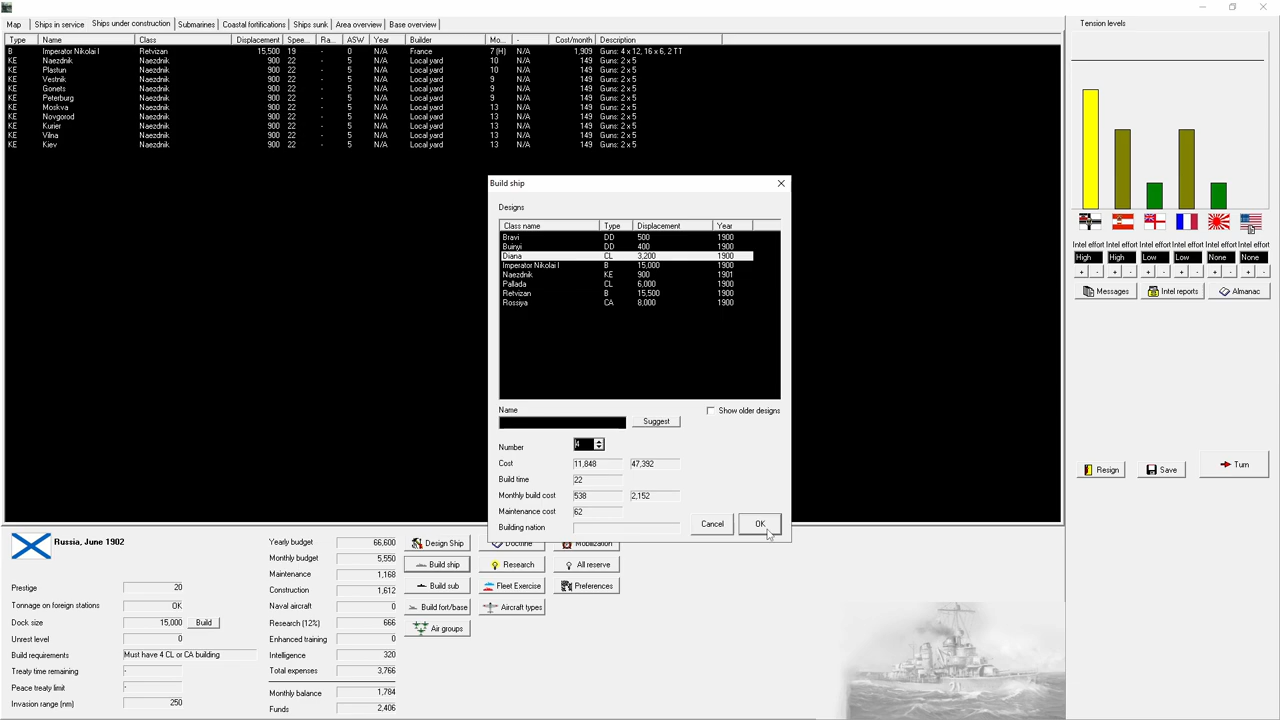 Map Ships in service Ships under construction Submarines Coastal fortifications Ships sunk Area overview Base overview
Type Name Class Displacement Spee... Ra... ASW Year Builder Mo... - Cost/month Description
B Imperator Nikolai I Retvizan 15,500 19 0 N/A France 7 (H) N/A 1,909 Guns: 4 x 12, 16 x 6, 2 TT
KE Naezdnik Naezdnik 900 22 - 5 N/A Local yard 10 N/A 149 Guns: 2 x 5
KE Plastun Naezdnik 900 22 - 5 N/A Local yard 10 N/A 149 Guns: 2 x 5
KE Vestnik Naezdnik 900 22 - 5 N/A Local yard 9 N/A 149 Guns: 2 x 5
KE Gonets Naezdnik 900 22 - 5 N/A Local yard 9 N/A 149 Guns: 2 x 5
KE Peterburg Naezdnik 900 22 - 5 N/A Local yard 9 N/A 149 Guns: 2 x 5
KE Moskva Naezdnik 900 22 - 5 N/A Local yard 13 N/A 149 Guns: 2 x 5
KE Novgorod Naezdnik 900 22 - 5 N/A Local yard 13 N/A 149 Guns: 2 x 5
KE Kurier Naezdnik 900 22 - 5 N/A Local yard 13 N/A 149 Guns: 2 x 5
KE Vilna Naezdnik 900 22 - 5 N/A Local yard 13 N/A 149 Guns: 2 x 5
KE Kiev Naezdnik 900 22 - 5 N/A Local yard 13 N/A 149 Guns: 2 x 5
Build ship
Designs
Class name Type Displacement Year
Bravi DD 500 1900
Buinyi DD 400 1900
Diana CL 3,200 1900
Imperator Nikolai I B 15,000 1900
Naezdnik KE 900 1901
Pallada CL 6,000 1900
Retvizan B 15,500 1900
Rossiya CA 8,000 1900
Name
Show older designs
Suggest
Number 4
Cost 11,848 47,392
Build time 22
Monthly build cost 538 2,152
Maintenance cost 62
Building nation
Cancel OK
Tension levels
Intel effort Intel effort Intel effort Intel effort Intel effort Intel effort
High High Low Low None None
+ - + - + - + - + - + -
Messages Intel reports Almanac
Resign Save Turn
Russia, June 1902
Prestige 20
Tonnage on foreign stations OK
Dock size 15,000 Build
Unrest level 0
Build requirements Must have 4 CL or CA building
Treaty time remaining -
Peace treaty limit -
Invasion range (nm) 250
Yearly budget 66,600
Monthly budget 5,550
Maintenance 1,168
Construction 1,612
Naval aircraft 0
Research (12%) 666
Enhanced training 0
Intelligence 320
Total expenses 3,766
Monthly balance 1,784
Funds 2,406
Design Ship Doctrine Mobilization
Build ship Research All reserve
Build sub Fleet Exercise Preferences
Build fort/base Aircraft types
Air groups